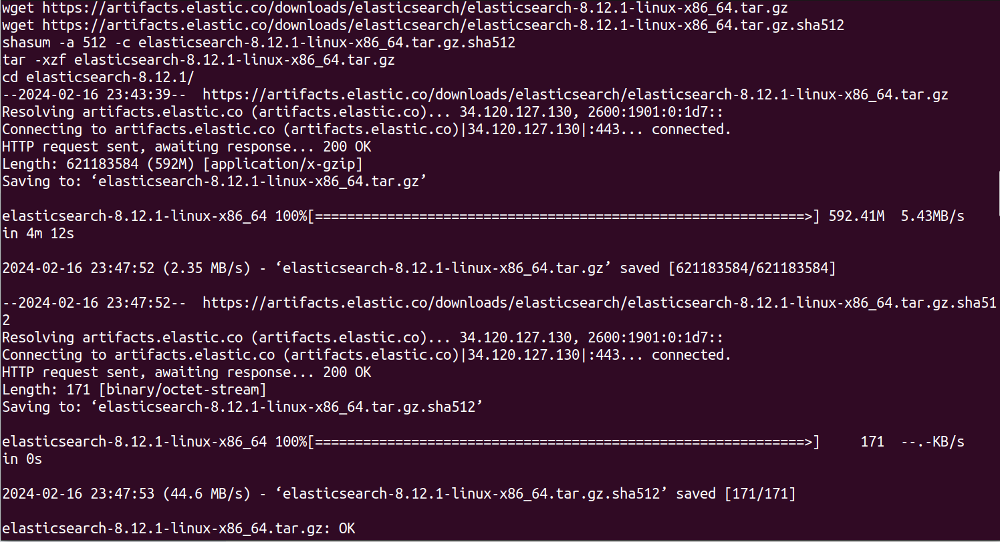 wget https://artifacts.elastic.co/downloads/elasticsearch/elasticsearch-8.12.1-linux-x86_64.tar.gz
wget https://artifacts.elastic.co/downloads/elasticsearch/elasticsearch-8.12.1-linux-x86_64.tar.gz.sha512
shasum -a 512 -c elasticsearch-8.12.1-linux-x86_64.tar.gz.sha512
tar -xzf elasticsearch-8.12.1-linux-x86_64.tar.gz
cd elasticsearch-8.12.1/
--2024-02-16 23:43:39--  https://artifacts.elastic.co/downloads/elasticsearch/elasticsearch-8.12.1-linux-x86_64.tar.gz
Resolving artifacts.elastic.co (artifacts.elastic.co)... 34.120.127.130, 2600:1901:0:1d7::
Connecting to artifacts.elastic.co (artifacts.elastic.co)|34.120.127.130|:443... connected.
HTTP request sent, awaiting response... 200 OK
Length: 621183584 (592M) [application/x-gzip]
Saving to: ‘elasticsearch-8.12.1-linux-x86_64.tar.gz’

elasticsearch-8.12.1-linux-x86_64 100%[=============================================================>] 592.41M  5.43MB/s
in 4m 12s

2024-02-16 23:47:52 (2.35 MB/s) - ‘elasticsearch-8.12.1-linux-x86_64.tar.gz’ saved [621183584/621183584]

--2024-02-16 23:47:52--  https://artifacts.elastic.co/downloads/elasticsearch/elasticsearch-8.12.1-linux-x86_64.tar.gz.sha51
2
Resolving artifacts.elastic.co (artifacts.elastic.co)... 34.120.127.130, 2600:1901:0:1d7::
Connecting to artifacts.elastic.co (artifacts.elastic.co)|34.120.127.130|:443... connected.
HTTP request sent, awaiting response... 200 OK
Length: 171 [binary/octet-stream]
Saving to: ‘elasticsearch-8.12.1-linux-x86_64.tar.gz.sha512’

elasticsearch-8.12.1-linux-x86_64 100%[=============================================================>]     171  --.-KB/s
in 0s

2024-02-16 23:47:53 (44.6 MB/s) - ‘elasticsearch-8.12.1-linux-x86_64.tar.gz.sha512’ saved [171/171]

elasticsearch-8.12.1-linux-x86_64.tar.gz: OK